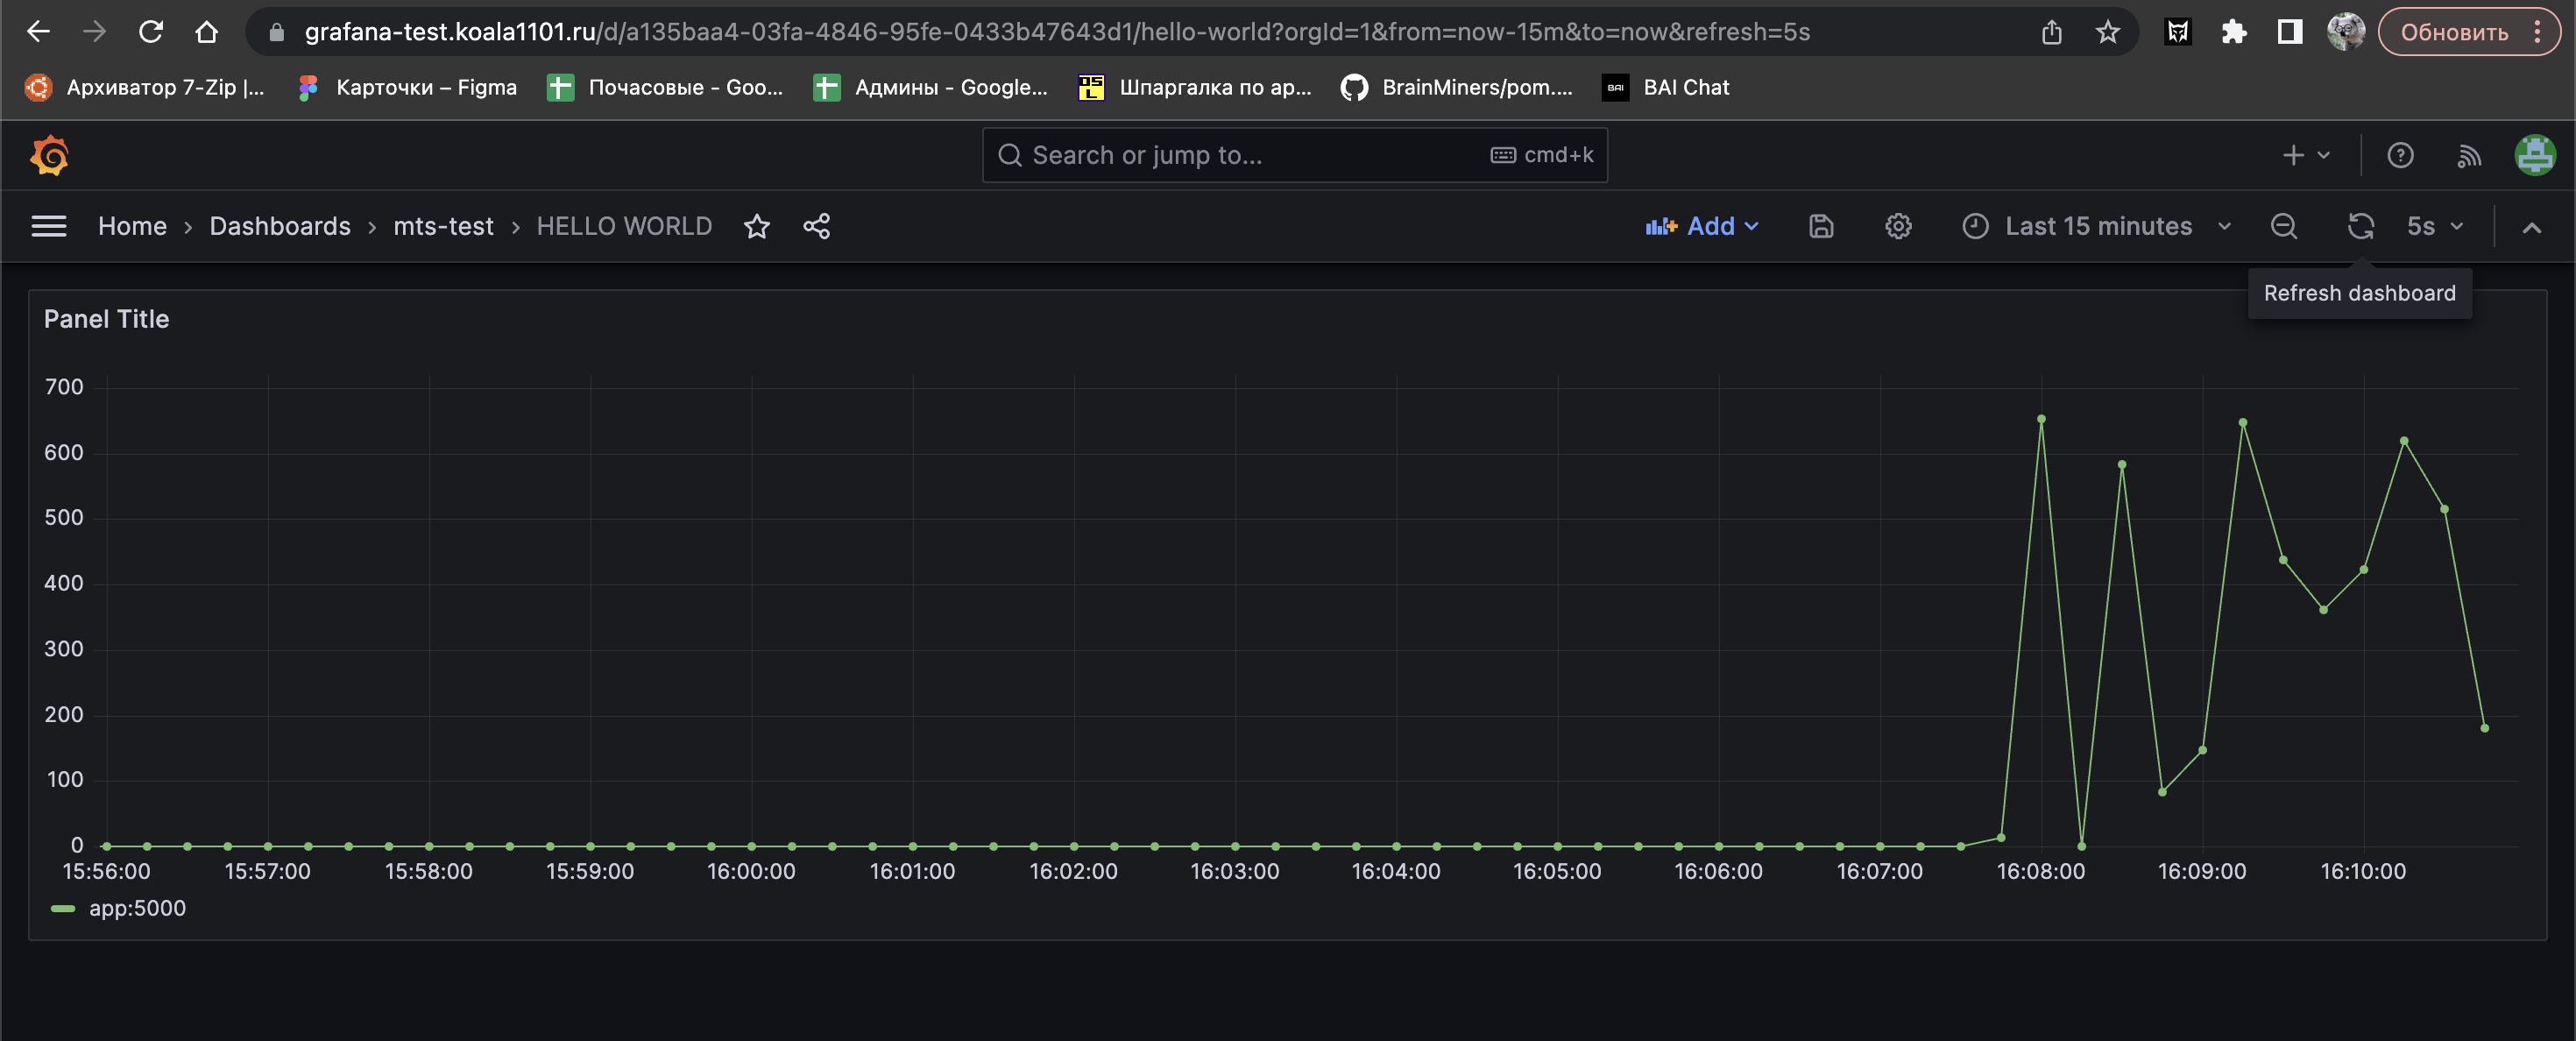 grafana-test.koala1101.ru/d/a135baa4-03fa-4846-95fe-0433b47643d1/hello-world?orgId=1&from=now-15m&to=now&refresh=5s
Обновить
Архиватор 7-Zip |...
Карточки – Figma
Почасовые - Goo...
Админы - Google...
Шпаргалка по ар...
BrainMiners/pom....
BAI
BAI Chat
Search or jump to...
cmd+k
Home › Dashboards › mts-test › HELLO WORLD
Add
Last 15 minutes
5s
Refresh dashboard
Panel Title
700
600
500
400
300
200
100
0
15:56:00 15:57:00 15:58:00 15:59:00 16:00:00 16:01:00 16:02:00 16:03:00 16:04:00 16:05:00 16:06:00 16:07:00 16:08:00 16:09:00 16:10:00
app:5000